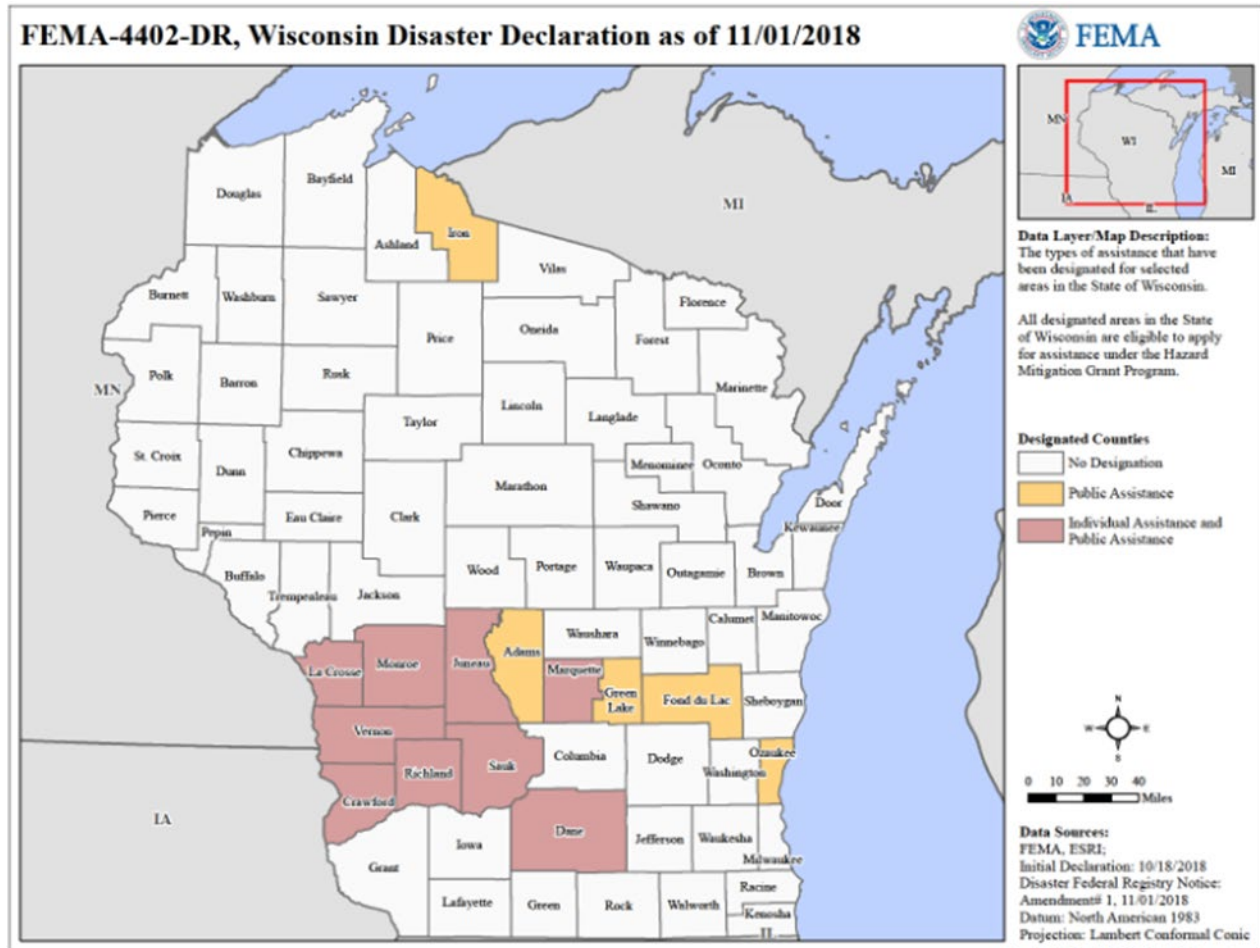 FEMA-4402-DR, Wisconsin Disaster Declaration as of 11/01/2018
FEMA
MN
WI
MI
IA
IL
Data Layer/Map Description:
The types of assistance that have
been designated for selected
areas in the State of Wisconsin.
All designated areas in the State
of Wisconsin are eligible to apply
for assistance under the Hazard
Mitigation Grant Program.
Designated Counties
No Designation
Public Assistance
Individual Assistance and
Public Assistance
N
W
E
S
0 10 20 30 40
Miles
Data Sources:
FEMA, ESRI;
Initial Declaration: 10/18/2018
Disaster Federal Registry Notice:
Amendment# 1, 11/01/2018
Datum: North American 1983
Projection: Lambert Conformal Conic
MI
MN
IA
IL
Douglas
Bayfield
Ashland
Iron
Vilas
Burnett
Washburn
Sawyer
Price
Oneida
Forest
Florence
Polk
Barron
Rusk
Taylor
Lincoln
Langlade
Marinette
St. Croix
Dunn
Chippewa
Clark
Marathon
Menominee
Oconto
Shawano
Door
Kewaunee
Pierce
Pepin
Eau Claire
Buffalo
Trempealeau
Jackson
Wood
Portage
Waupaca
Outagamie
Brown
La Crosse
Monroe
Juneau
Adams
Waushara
Winnebago
Calumet
Manitowoc
Marquette
Green
Lake
Fond du Lac
Sheboygan
Vernon
Richland
Sauk
Columbia
Dodge
Washington
Ozaukee
Crawford
Dane
Jefferson
Waukesha
Milwaukee
Grant
Iowa
Lafayette
Green
Rock
Walworth
Racine
Kenosha